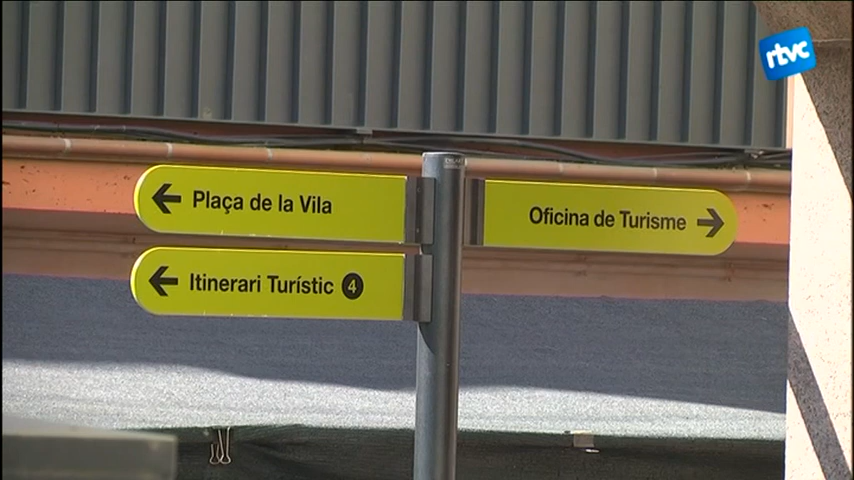 rtvc
Plaça de la Vila
Oficina de Turisme
Itinerari Turístic 4